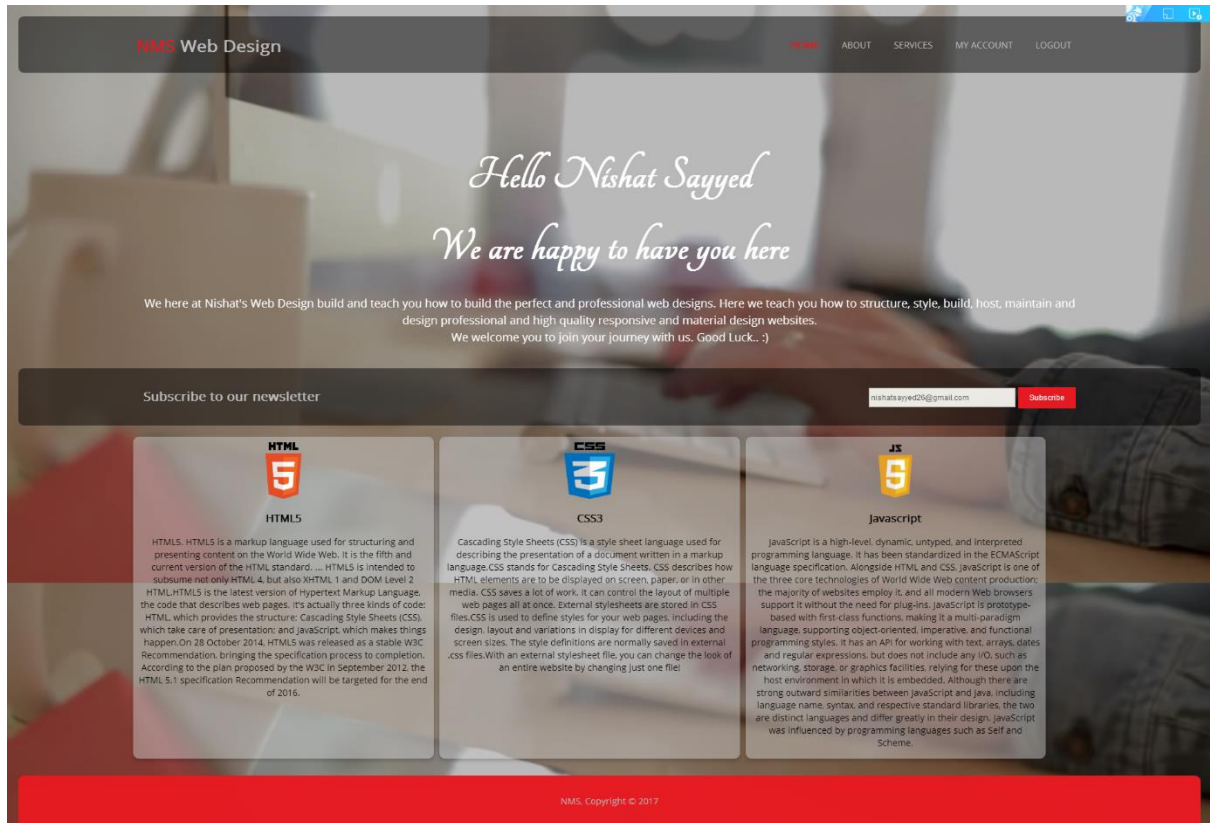 NMS Web Design
HOME ABOUT SERVICES MY ACCOUNT LOGOUT
Hello Nishat Sayyed
We are happy to have you here
We here at Nishat's Web Design build and teach you how to build the perfect and professional web designs. Here we teach you how to structure, style, build, host, maintain and
design professional and high quality responsive and material design websites.
We welcome you to join your journey with us. Good Luck.. :)
Subscribe to our newsletter
nishatsayyed26@gmail.com Subscribe
HTML
5
HTML5
HTML5. HTML5 is a markup language used for structuring and
presenting content on the World Wide Web. It is the fifth and
current version of the HTML standard. ... HTML5 is intended to
subsume not only HTML 4, but also XHTML 1 and DOM Level 2
HTML.HTML5 is the latest version of Hypertext Markup Language,
the code that describes web pages. It's actually three kinds of code:
HTML, which provides the structure; Cascading Style Sheets (CSS),
which take care of presentation; and JavaScript, which makes things
happen.On 28 October 2014, HTML5 was released as a stable W3C
Recommendation, bringing the specification process to completion.
According to the plan proposed by the W3C in September 2012, the
HTML 5.1 specification Recommendation will be targeted for the end
of 2016.
CSS
3
CSS3
Cascading Style Sheets (CSS) is a style sheet language used for
describing the presentation of a document written in a markup
language.CSS stands for Cascading Style Sheets. CSS describes how
HTML elements are to be displayed on screen, paper, or in other
media. CSS saves a lot of work. It can control the layout of multiple
web pages all at once. External stylesheets are stored in CSS
files.CSS is used to define styles for your web pages, including the
design, layout and variations in display for different devices and
screen sizes. The style definitions are normally saved in external
.css files.With an external stylesheet file, you can change the look of
an entire website by changing just one file!
JS
5
Javascript
JavaScript is a high-level, dynamic, untyped, and interpreted
programming language. It has been standardized in the ECMAScript
language specification. Alongside HTML and CSS, JavaScript is one of
the three core technologies of World Wide Web content production;
the majority of websites employ it, and all modern Web browsers
support it without the need for plug-ins. JavaScript is prototype-
based with first-class functions, making it a multi-paradigm
language, supporting object-oriented, imperative, and functional
programming styles. It has an API for working with text, arrays, dates
and regular expressions, but does not include any I/O, such as
networking, storage, or graphics facilities, relying for these upon the
host environment in which it is embedded. Although there are
strong outward similarities between JavaScript and Java, including
language name, syntax, and respective standard libraries, the two
are distinct languages and differ greatly in their design. JavaScript
was influenced by programming languages such as Self and
Scheme.
NMS, Copyright © 2017